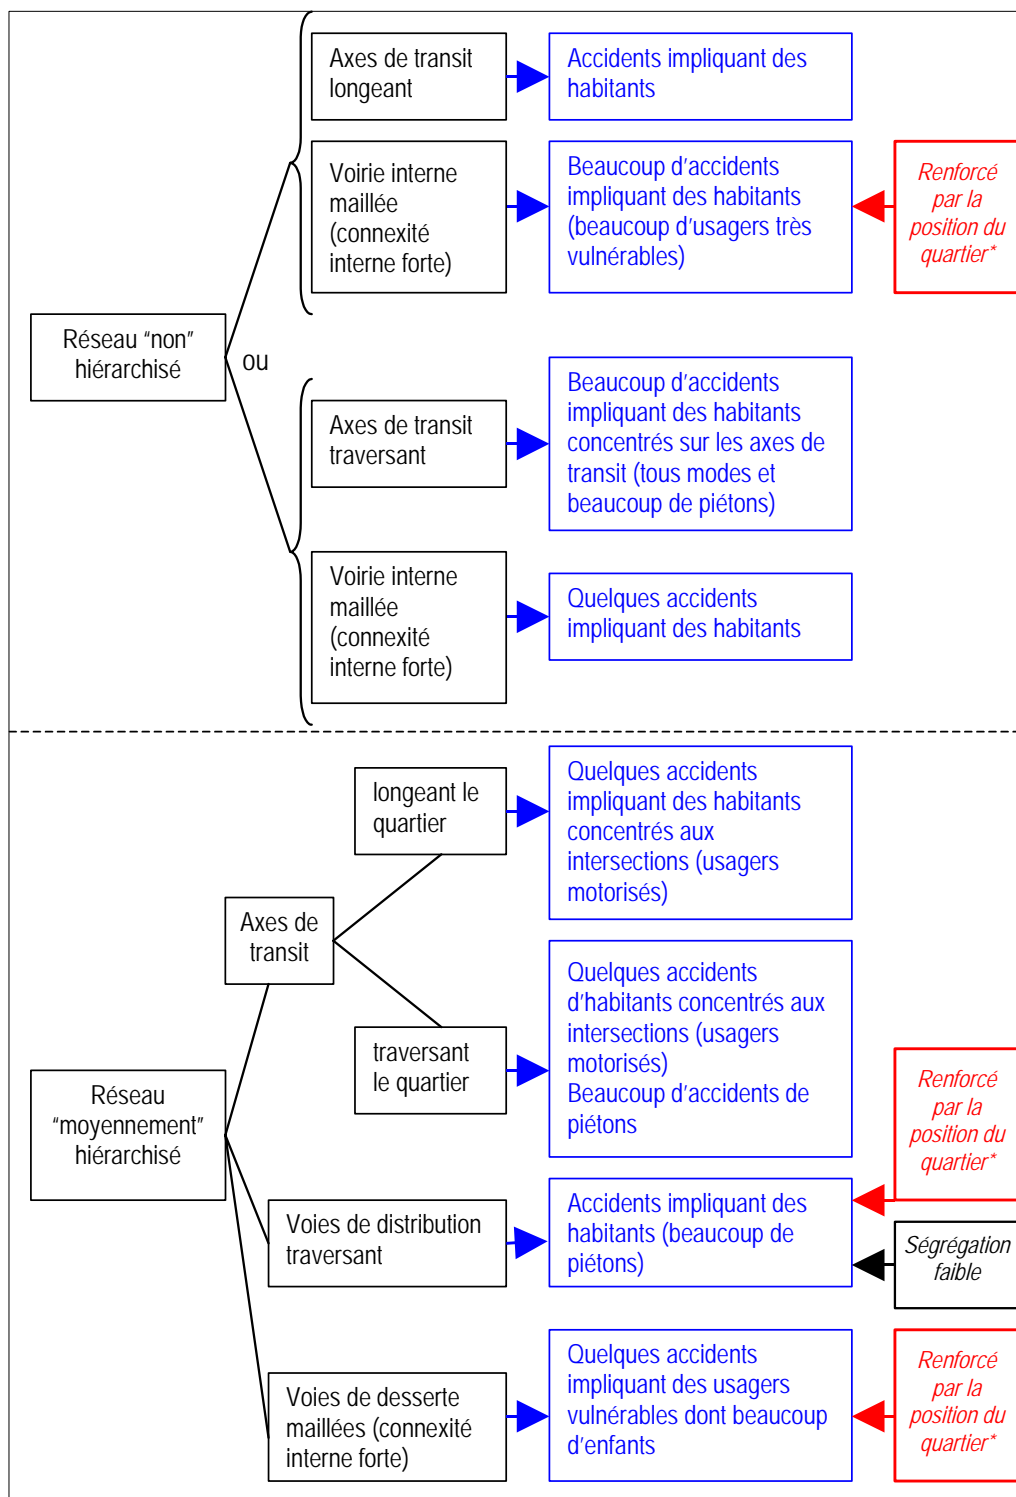 Axes de transit
longeant
Accidents impliquant des
habitants
Voirie interne
maillée
(connexité
interne forte)
Beaucoup d'accidents
impliquant des habitants
(beaucoup d'usagers très
vulnérables)
Renforcé
par la
position du
quartier*
Réseau “non”
hiérarchisé
ou
Axes de transit
traversant
Beaucoup d'accidents
impliquant des habitants
concentrés sur les axes de
transit (tous modes et
beaucoup de piétons)
Voirie interne
maillée
(connexité
interne forte)
Quelques accidents
impliquant des habitants
longeant le
quartier
Quelques accidents
impliquant des habitants
concentrés aux
intersections (usagers
motorisés)
Axes de
transit
traversant
le quartier
Quelques accidents
d'habitants concentrés aux
intersections (usagers
motorisés)
Beaucoup d'accidents de
piétons
Réseau
“moyennement”
hiérarchisé
Renforcé
par la
position du
quartier*
Voies de distribution
traversant
Accidents impliquant des
habitants (beaucoup de
piétons)
Ségrégation
faible
Voies de desserte
maillées (connexité
interne forte)
Quelques accidents
impliquant des usagers
vulnérables dont beaucoup
d'enfants
Renforcé
par la
position du
quartier*